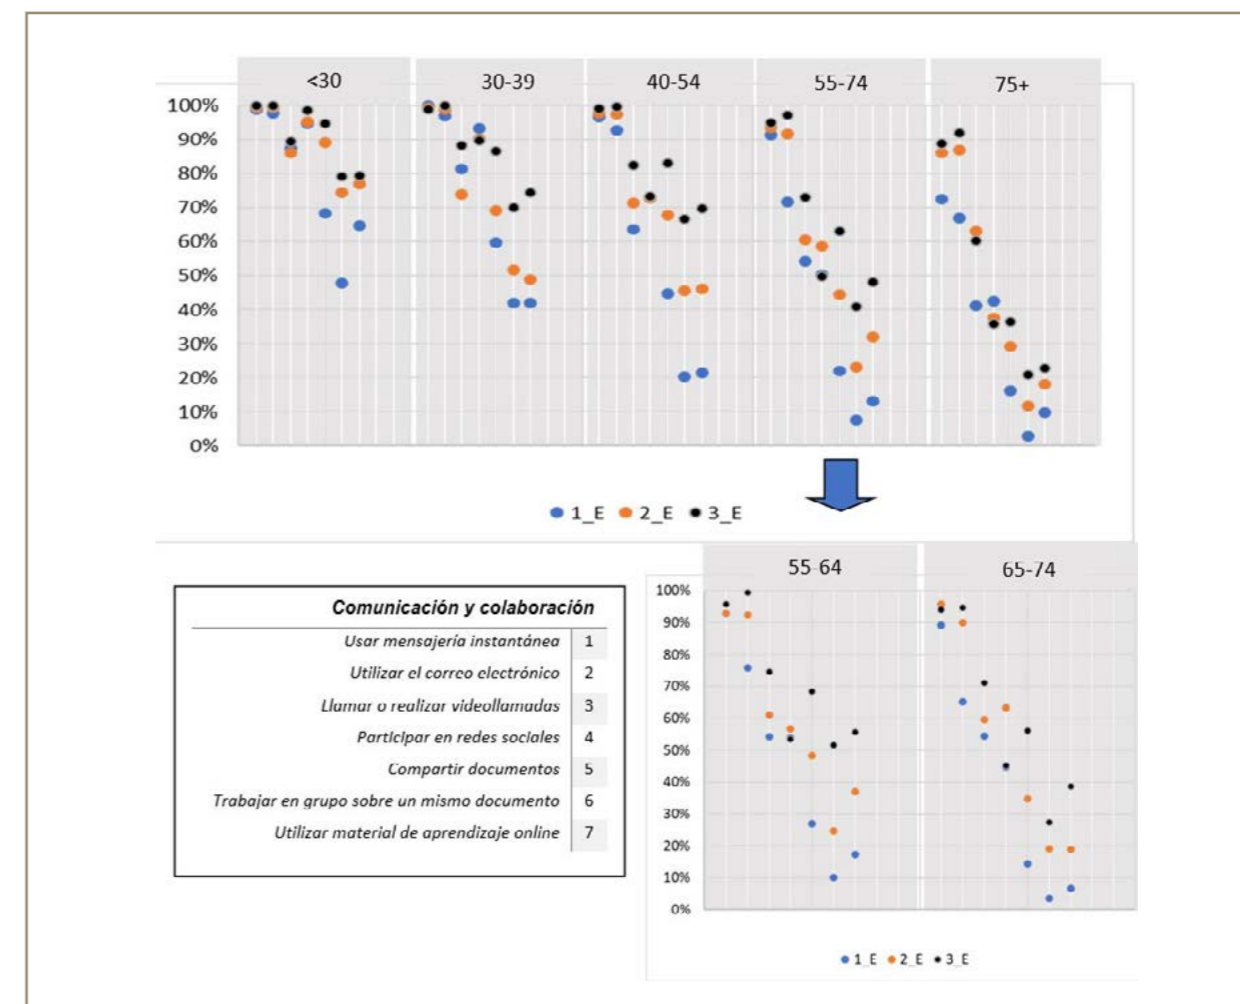 <30 30-39 40-54 55-74 75+
100%
90%
80%
70%
60%
50%
40%
30%
20%
10%
0%
1_E 2_E 3_E
55-64 65-74
100%
90%
80%
70%
60%
50%
40%
30%
20%
10%
0%
1_E 2_E 3_E
Comunicación y colaboración
Usar mensajería instantánea 1
Utilizar el correo electrónico 2
Llamar o realizar videollamadas 3
Participar en redes sociales 4
Compartir documentos 5
Trabajar en grupo sobre un mismo documento 6
Utilizar material de aprendizaje online 7